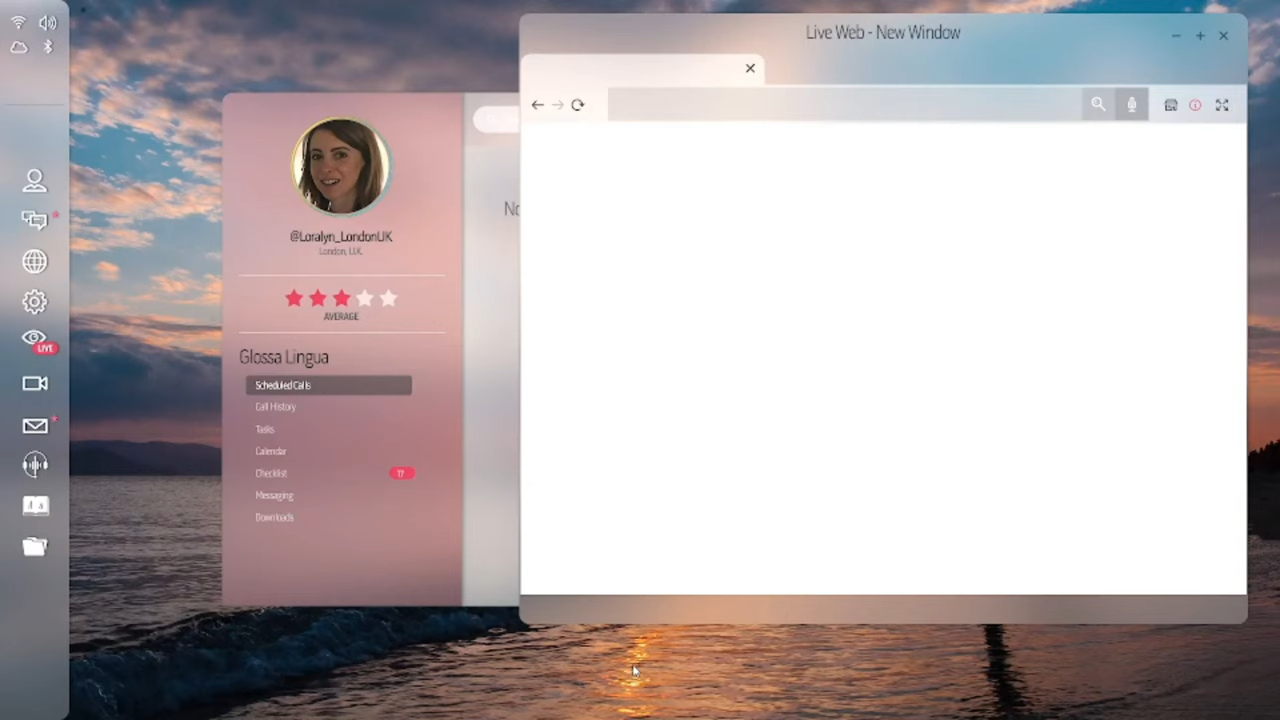 Live Web - New Window
@Loralyn_LondonUK
London, U.K.
AVERAGE
Glossa Lingua
Scheduled Calls
Call History
Tasks
Calendar
Checklist 17
Messaging
Downloads
LIVE
No